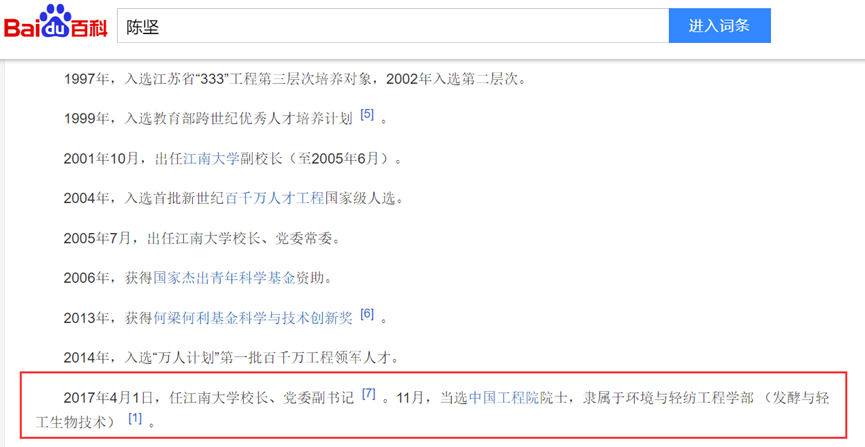 Baidu百科 陈坚 进入词条
1997年，入选江苏省“333”工程第三层次培养对象，2002年入选第二层次。
1999年，入选教育部跨世纪优秀人才培养计划 [5] 。
2001年10月，出任江南大学副校长（至2005年6月）。
2004年，入选首批新世纪百千万人才工程国家级人选。
2005年7月，出任江南大学校长、党委常委。
2006年，获得国家杰出青年科学基金资助。
2013年，获得何梁何利基金科学与技术创新奖 [6] 。
2014年，入选“万人计划”第一批百千万工程领军人才。
2017年4月1日，任江南大学校长、党委副书记 [7] 。11月，当选中国工程院院士，隶属于环境与轻纺工程学部 （发酵与轻
工生物技术） [1] 。